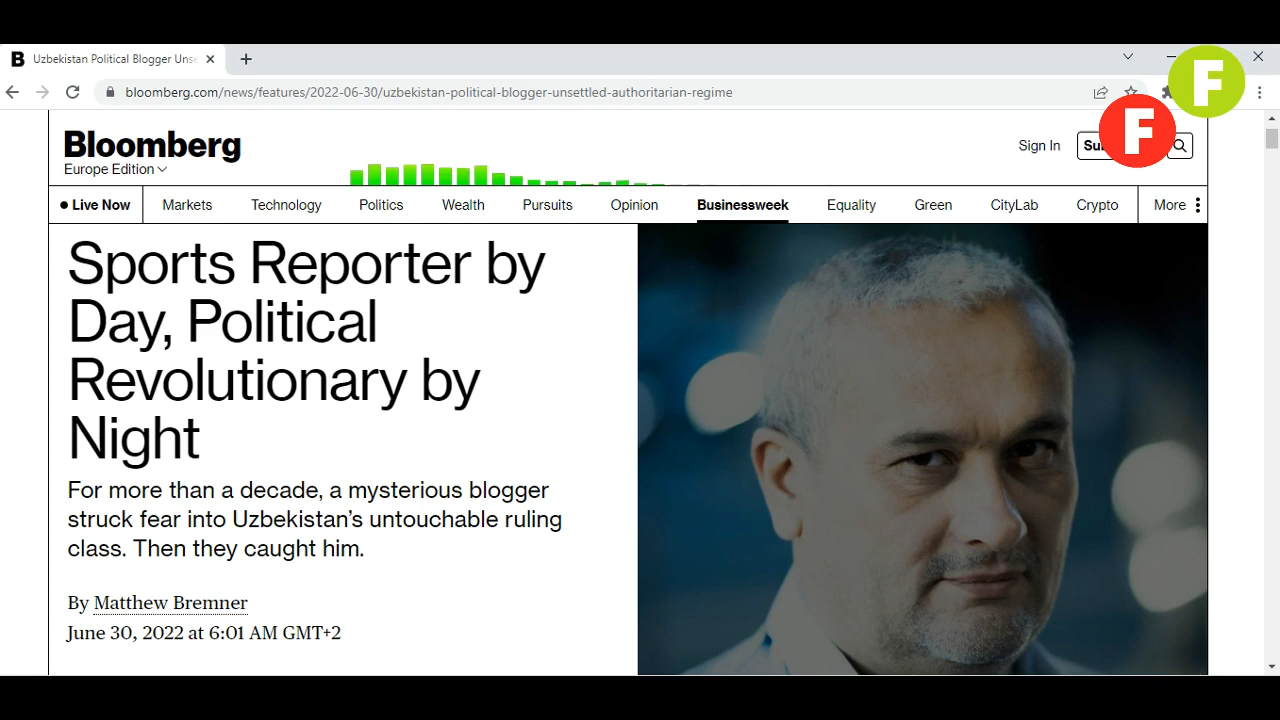 B Uzbekistan Political Blogger Unse
bloomberg.com/news/features/2022-06-30/uzbekistan-political-blogger-unsettled-authoritarian-regime
F
F
Bloomberg
Europe Edition
Sign In
Live Now Markets Technology Politics Wealth Pursuits Opinion Businessweek Equality Green CityLab Crypto More
Sports Reporter by
Day, Political
Revolutionary by
Night
For more than a decade, a mysterious blogger
struck fear into Uzbekistan’s untouchable ruling
class. Then they caught him.
By Matthew Bremner
June 30, 2022 at 6:01 AM GMT+2